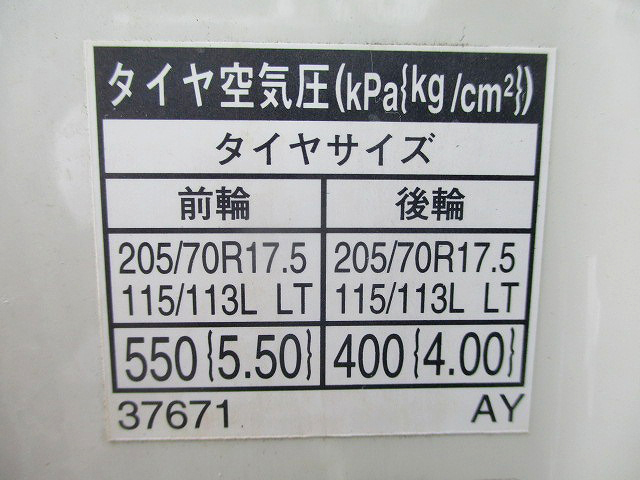 タイヤ空気圧(kPa{kg/cm²})
タイヤサイズ
前輪 後輪
205/70R17.5 205/70R17.5
115/113L LT 115/113L LT
550{5.50} 400{4.00}
37671 AY